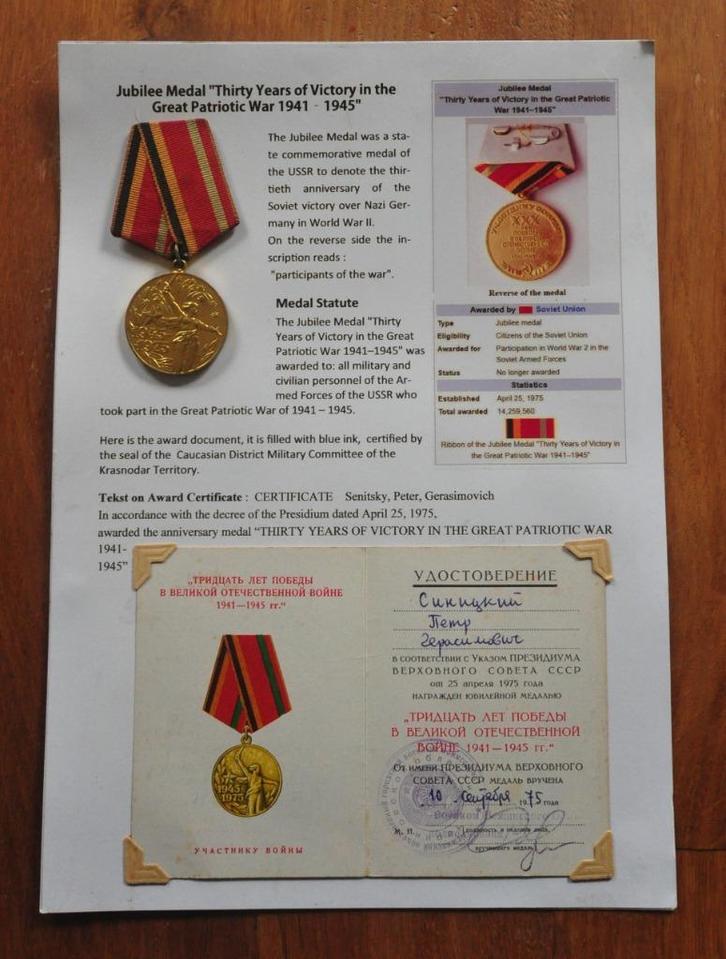 Jubilee Medal "Thirty Years of Victory in the
Great Patriotic War 1941 - 1945"
The Jubilee Medal was a sta-
te commemorative medal of
the USSR to denote the thir-
tieth anniversary of the
Soviet victory over Nazi Ger-
many in World War II.
On the reverse side the in-
scription reads :
"participants of the war".
Medal Statute
The Jubilee Medal "Thirty
Years of Victory in the Great
Patriotic War 1941–1945" was
awarded to: all military and
civilian personnel of the Ar-
med Forces of the USSR who
took part in the Great Patriotic War of 1941 – 1945.
Here is the award document, it is filled with blue ink, certified by
the seal of the Caucasian District Military Committee of the
Krasnodar Territory.
Jubilee Medal
"Thirty Years of Victory in the Great Patriotic
War 1941–1945"
Reverse of the medal
Awarded by Soviet Union
Type Jubilee medal
Eligibility Citizens of the Soviet Union
Awarded for Participation in World War 2 in the
Soviet Armed Forces
Status No longer awarded
Statistics
Established April 25, 1975
Total awarded 14,259,560
Ribbon of the Jubilee Medal "Thirty Years of Victory in
the Great Patriotic War 1941–1945"
Tekst on Award Certificate : CERTIFICATE Senitsky, Peter, Gerasimovich
In accordance with the decree of the Presidium dated April 25, 1975,
awarded the anniversary medal “THIRTY YEARS OF VICTORY IN THE GREAT PATRIOTIC WAR
1941-
1945”
„ТРИДЦАТЬ ЛЕТ ПОБЕДЫ
В ВЕЛИКОЙ ОТЕЧЕСТВЕННОЙ ВОЙНЕ
1941—1945 гг.“
1945
1975
УЧАСТНИКУ ВОЙНЫ
УДОСТОВЕРЕНИЕ
Синицкий
Петр
Герасимович
В СООТВЕТСТВИИ С УКАЗОМ ПРЕЗИДИУМА
ВЕРХОВНОГО СОВЕТА СССР
от 25 апреля 1975 года
НАГРАЖДЕН ЮБИЛЕЙНОЙ МЕДАЛЬЮ
„ТРИДЦАТЬ ЛЕТ ПОБЕДЫ
В ВЕЛИКОЙ ОТЕЧЕСТВЕННОЙ
ВОЙНЕ 1941—1945 гг.“
ОТ ИМЕНИ ПРЕЗИДИУМА ВЕРХОВНОГО
СОВЕТА СССР МЕДАЛЬ ВРУЧЕНА
10 сентября 1975 года
М. П.